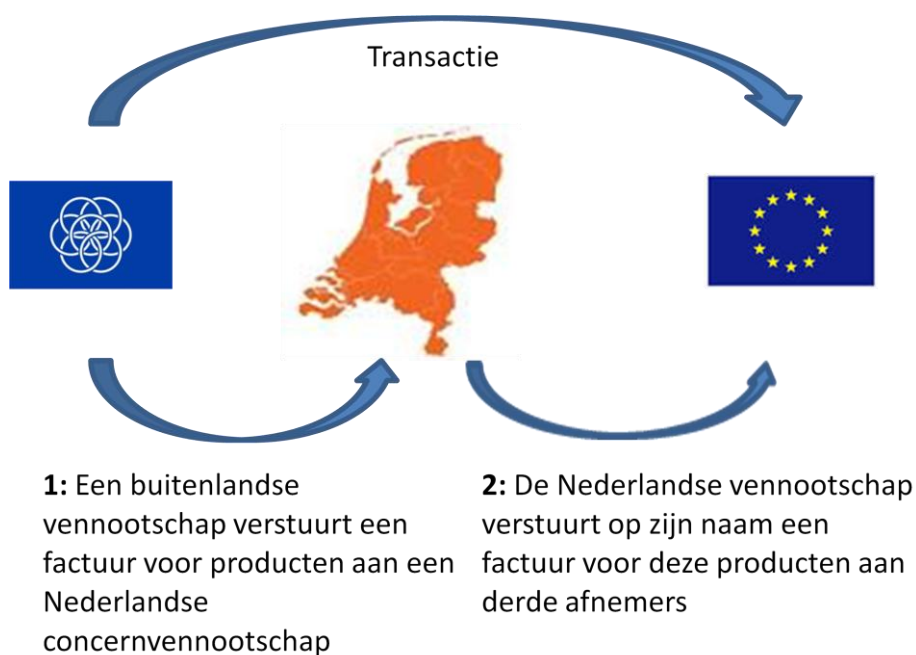 Transactie
1: Een buitenlandse
vennootschap verstuurt een
factuur voor producten aan een
Nederlandse
concernvennootschap
2: De Nederlandse vennootschap
verstuurt op zijn naam een
factuur voor deze producten aan
derde afnemers